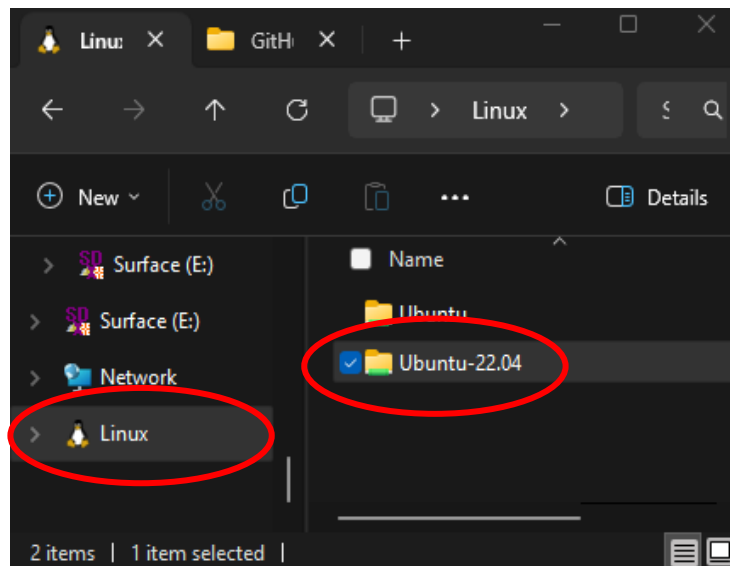 Linu: GitH
Linux S
New Details
Surface (E:)
Surface (E:)
Network
Linux
Name
Ubuntu
Ubuntu-22.04
2 items 1 item selected